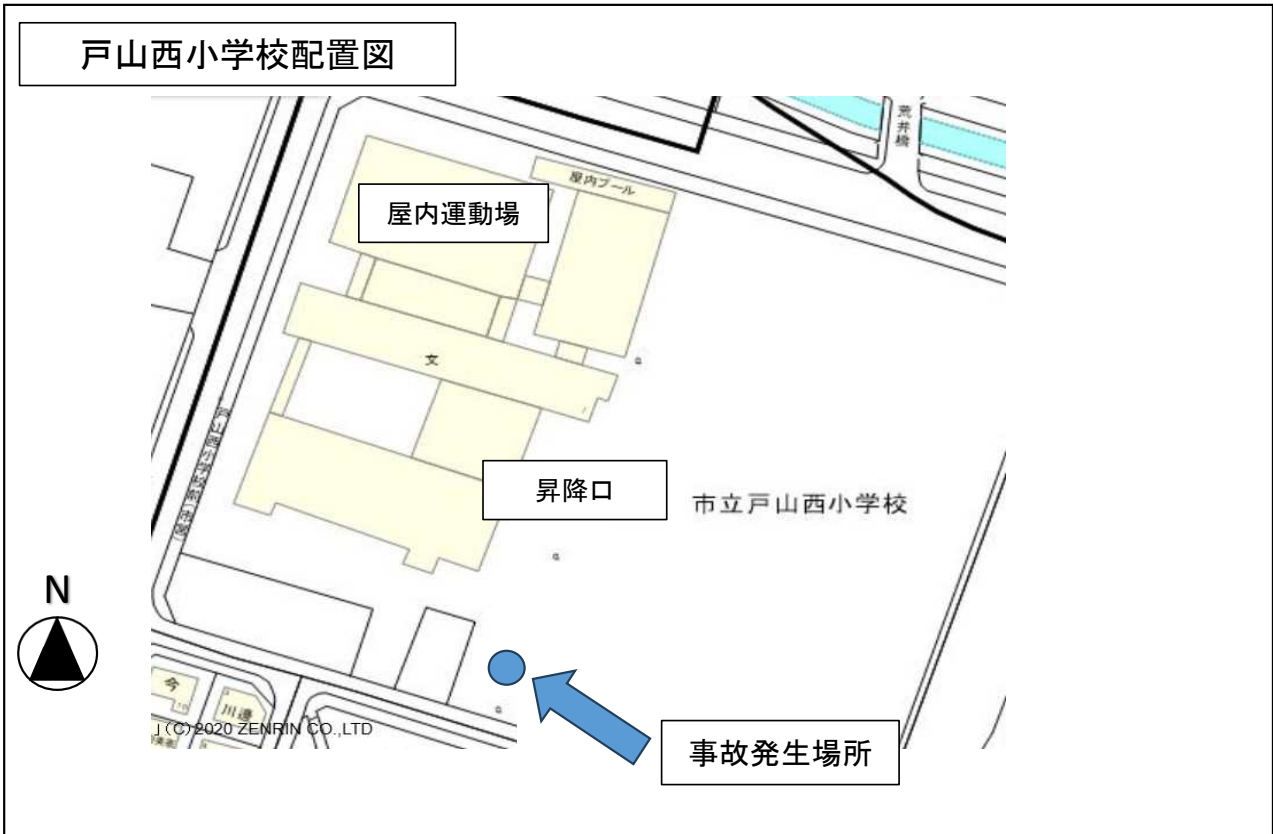 戸山西小学校配置図
荒井橋
屋内プール
屋内運動場
文
昇降口
市立戸山西小学校
N
今
川邉
(C) 2020 ZENRIN CO.,LTD
事故発生場所